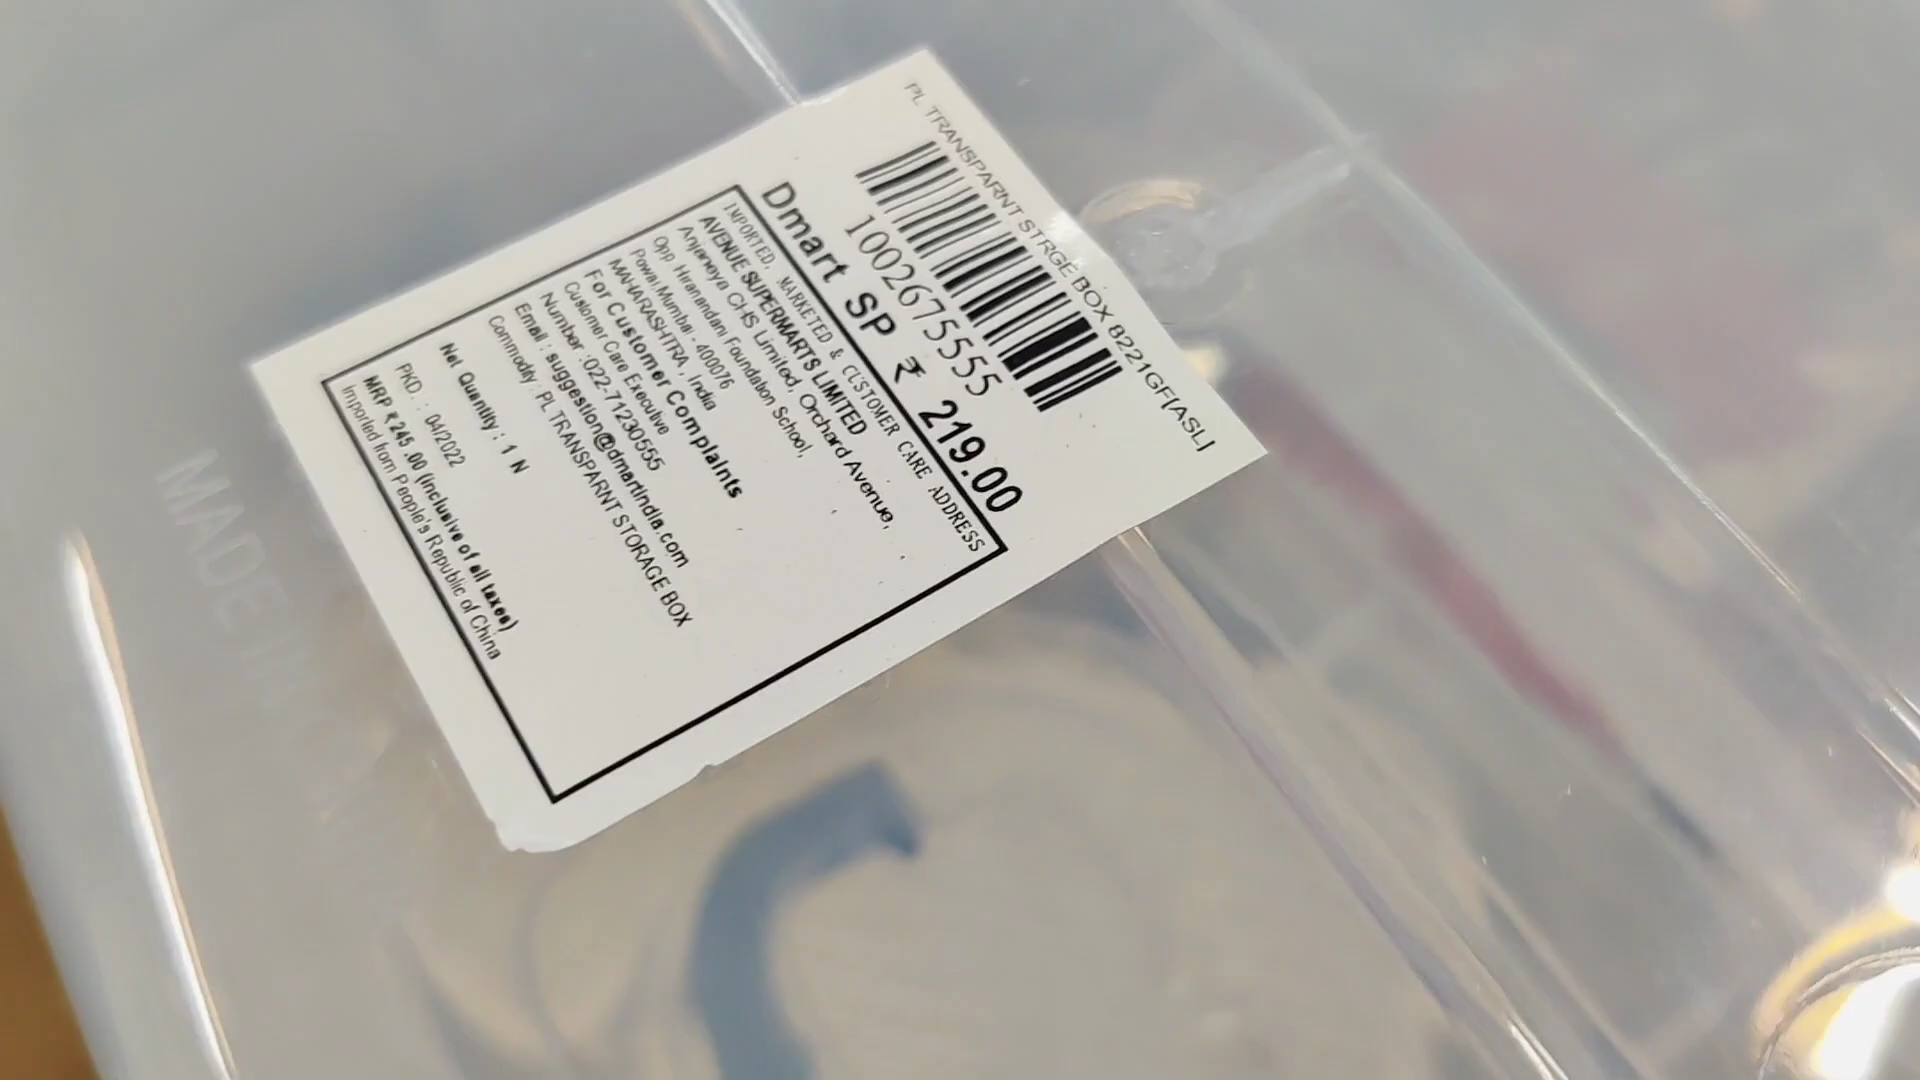 PL TRANSPARNT STRGE BOX 8221GF[ASL]
1002675555
Dmart SP ₹ 219.00
IMPORTED, MARKETED & CUSTOMER CARE ADDRESS
AVENUE SUPERMARTS LIMITED
Anjaneya CHS Limited, Orchard Avenue,
Opp. Hiranandani Foundation School,
Powai,Mumbai - 400076
MAHARASHTRA , India
For Customer Complaints
Customer Care Executive
Number :022-71230555
Email : suggestion@dmartindia.com
Commodity: PL TRANSPARNT STORAGE BOX
Net Quantity : 1 N
PKD : 04/2022
MRP ₹ 245 .00 (Inclusive of all taxes)
Imported from People's Republic of China
MADE IN